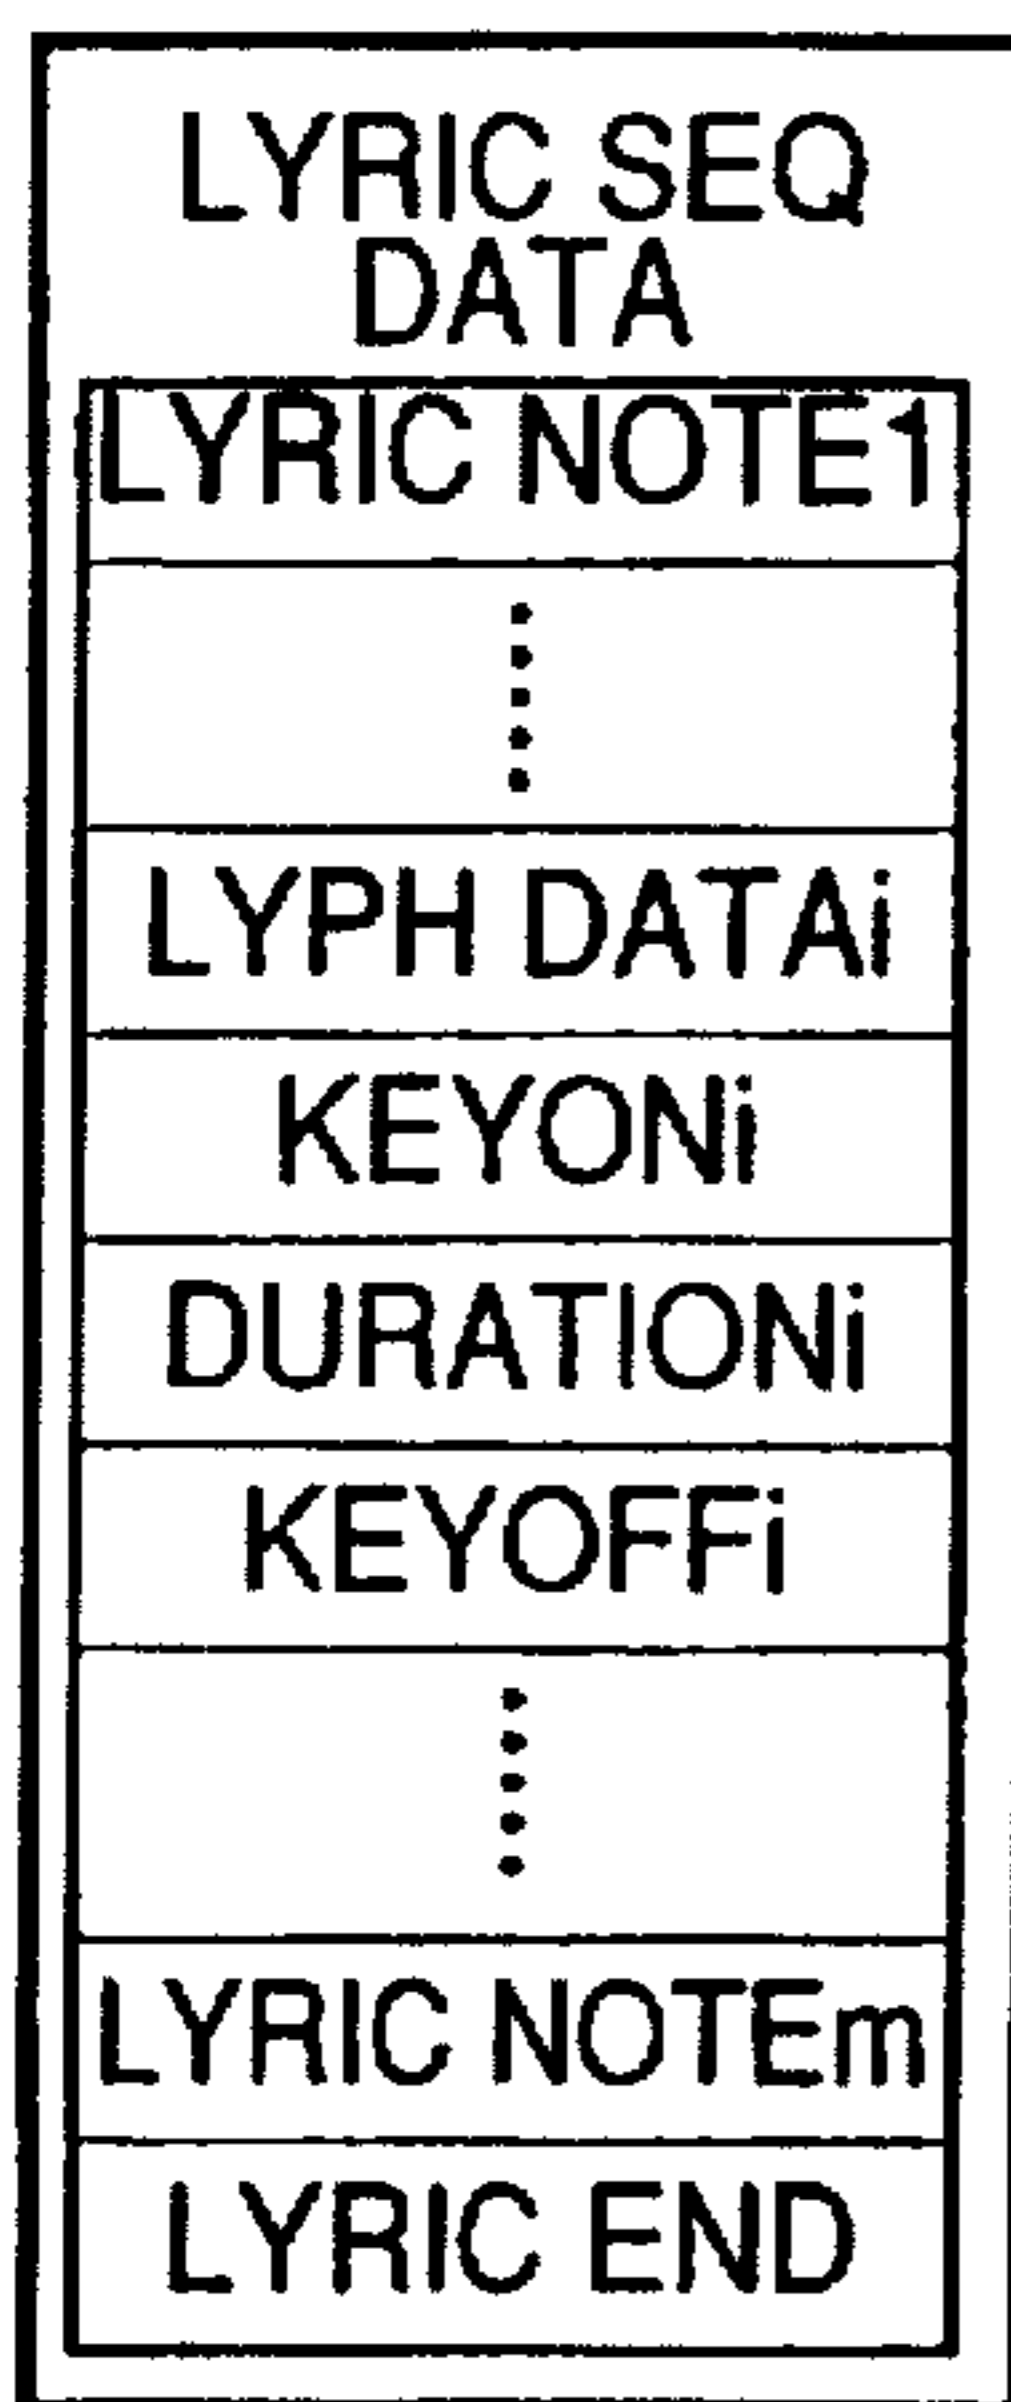 LYRIC SEQ
DATA
LYRIC NOTE1
LYPH DATAi
KEYONi
DURATIONi
KEYOFFi
LYRIC NOTEm
LYRIC END